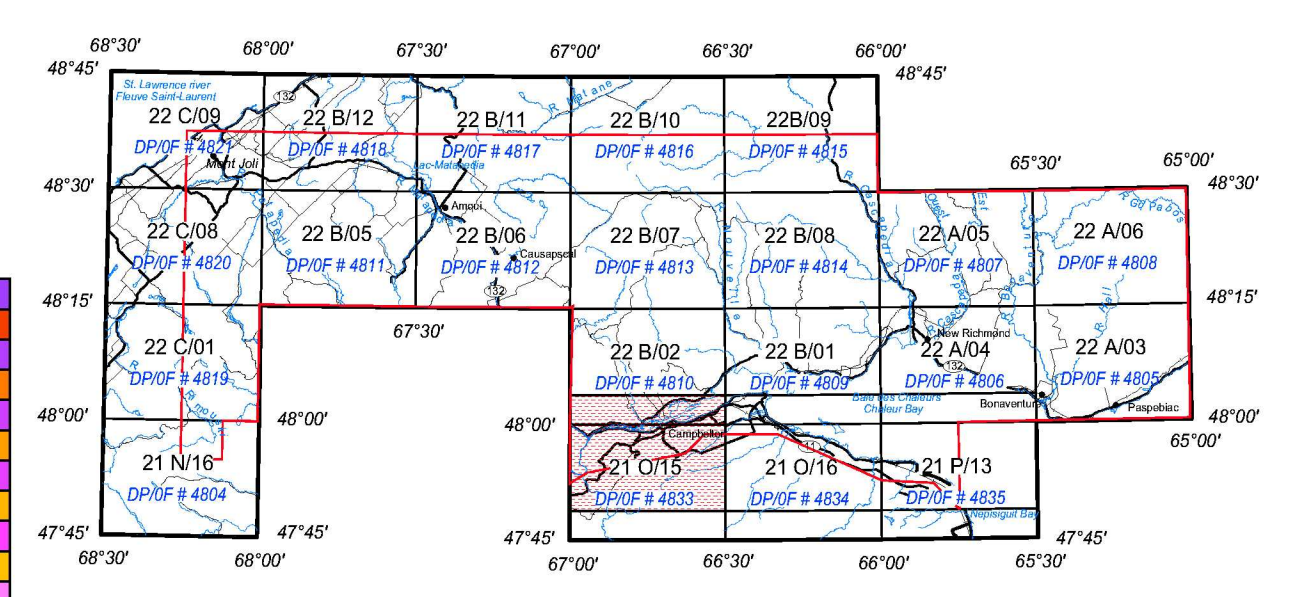 68°30' 68°00' 67°30' 67°00' 66°30' 66°00'
48°45' 48°45'
St. Lawrence river
Fleuve Saint-Laurent
132
R Matane
22 C/09 22 B/12 22 B/11 22 B/10 22B/09
DP/0F # 4821 DP/0F # 4818 DP/0F # 4817 DP/0F # 4816 DP/0F # 4815
Mont Joli
Lac-Matapedia
65°30' 65°00'
48°30' 48°30'
Amqui
R Gd Pabos
22 C/08 22 B/05 22 B/06 22 B/07 22 B/08 22 A/05 22 A/06
Causapscal
DP/0F # 4820 DP/0F # 4811 DP/0F # 4812 DP/0F # 4813 DP/0F # 4814 DP/0F # 4807 DP/0F # 4808
132
48°15' 48°15'
67°30'
New Richmond
22 C/01 22 B/02 22 B/01 22 A/04 22 A/03
132
DP/0F # 4819 DP/0F # 4810 DP/0F # 4809 DP/0F # 4806 DP/0F # 4805
Baie des Chaleurs
Chaleur Bay
Bonaventure
Paspebiac
48°00' 48°00' 48°00' 48°00'
65°00'
Campbellton
11
21 N/16 21 O/15 21 O/16 21 P/13
DP/0F # 4804 DP/0F # 4833 DP/0F # 4834 DP/0F # 4835
Nepisiguit Bay
47°45' 47°45' 47°45' 47°45'
68°30' 68°00' 67°00' 66°30' 66°00' 65°30'